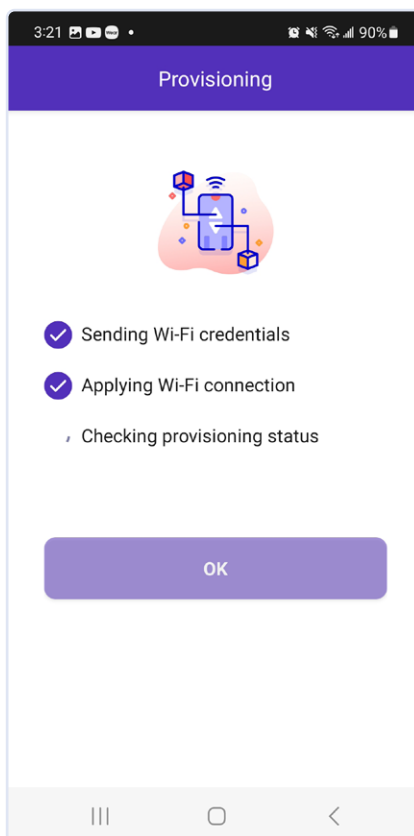 3:21 90%
Provisioning
Sending Wi-Fi credentials
Applying Wi-Fi connection
Checking provisioning status
OK